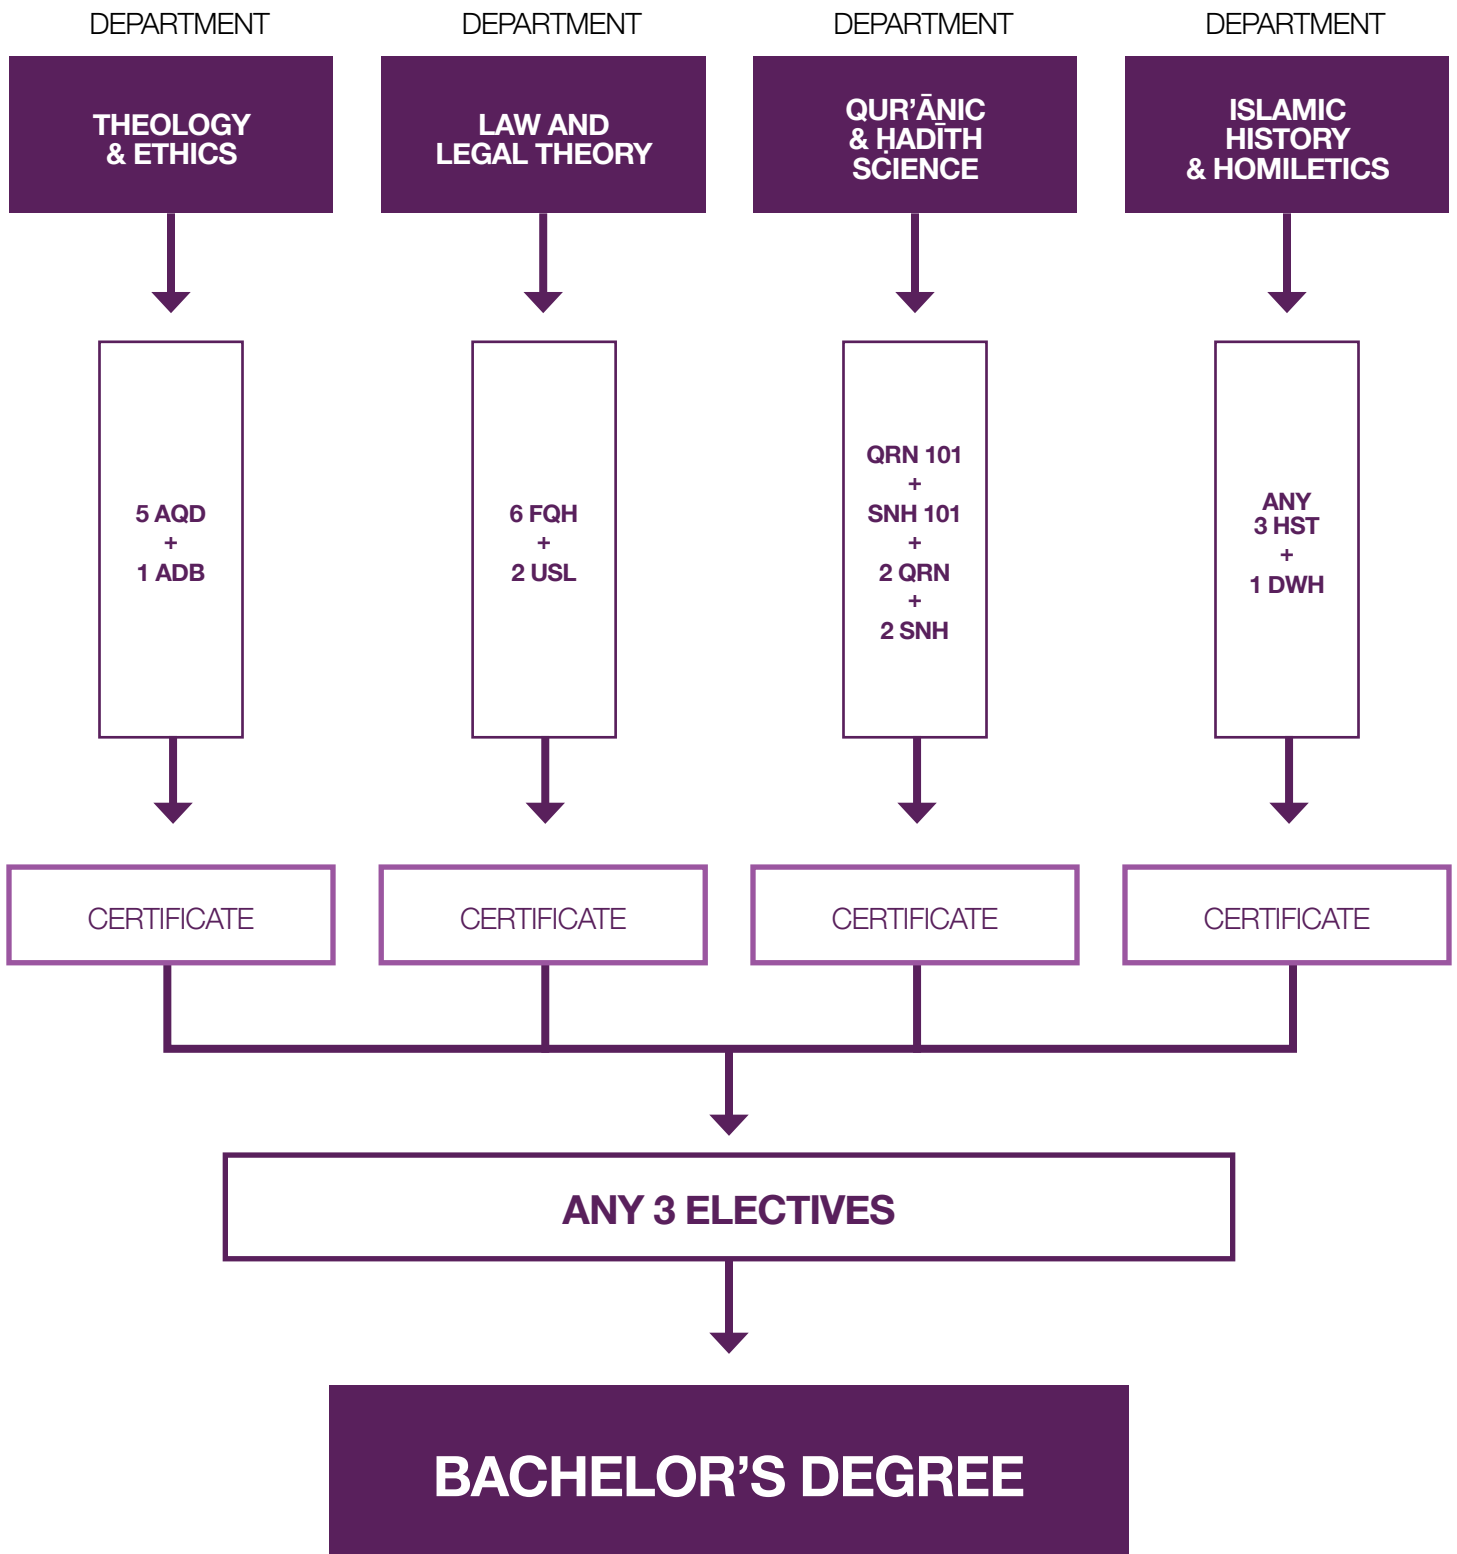 DEPARTMENT
THEOLOGY
& ETHICS
5 AQD
+
1 ADB
CERTIFICATE
DEPARTMENT
LAW AND
LEGAL THEORY
6 FQH
+
2 USL
CERTIFICATE
DEPARTMENT
QUR’ĀNIC
& ḤADĪTH
SCIENCE
QRN 101
+
SNH 101
+
2 QRN
+
2 SNH
CERTIFICATE
DEPARTMENT
ISLAMIC
HISTORY
& HOMILETICS
ANY
3 HST
+
1 DWH
CERTIFICATE
ANY 3 ELECTIVES
BACHELOR’S DEGREE